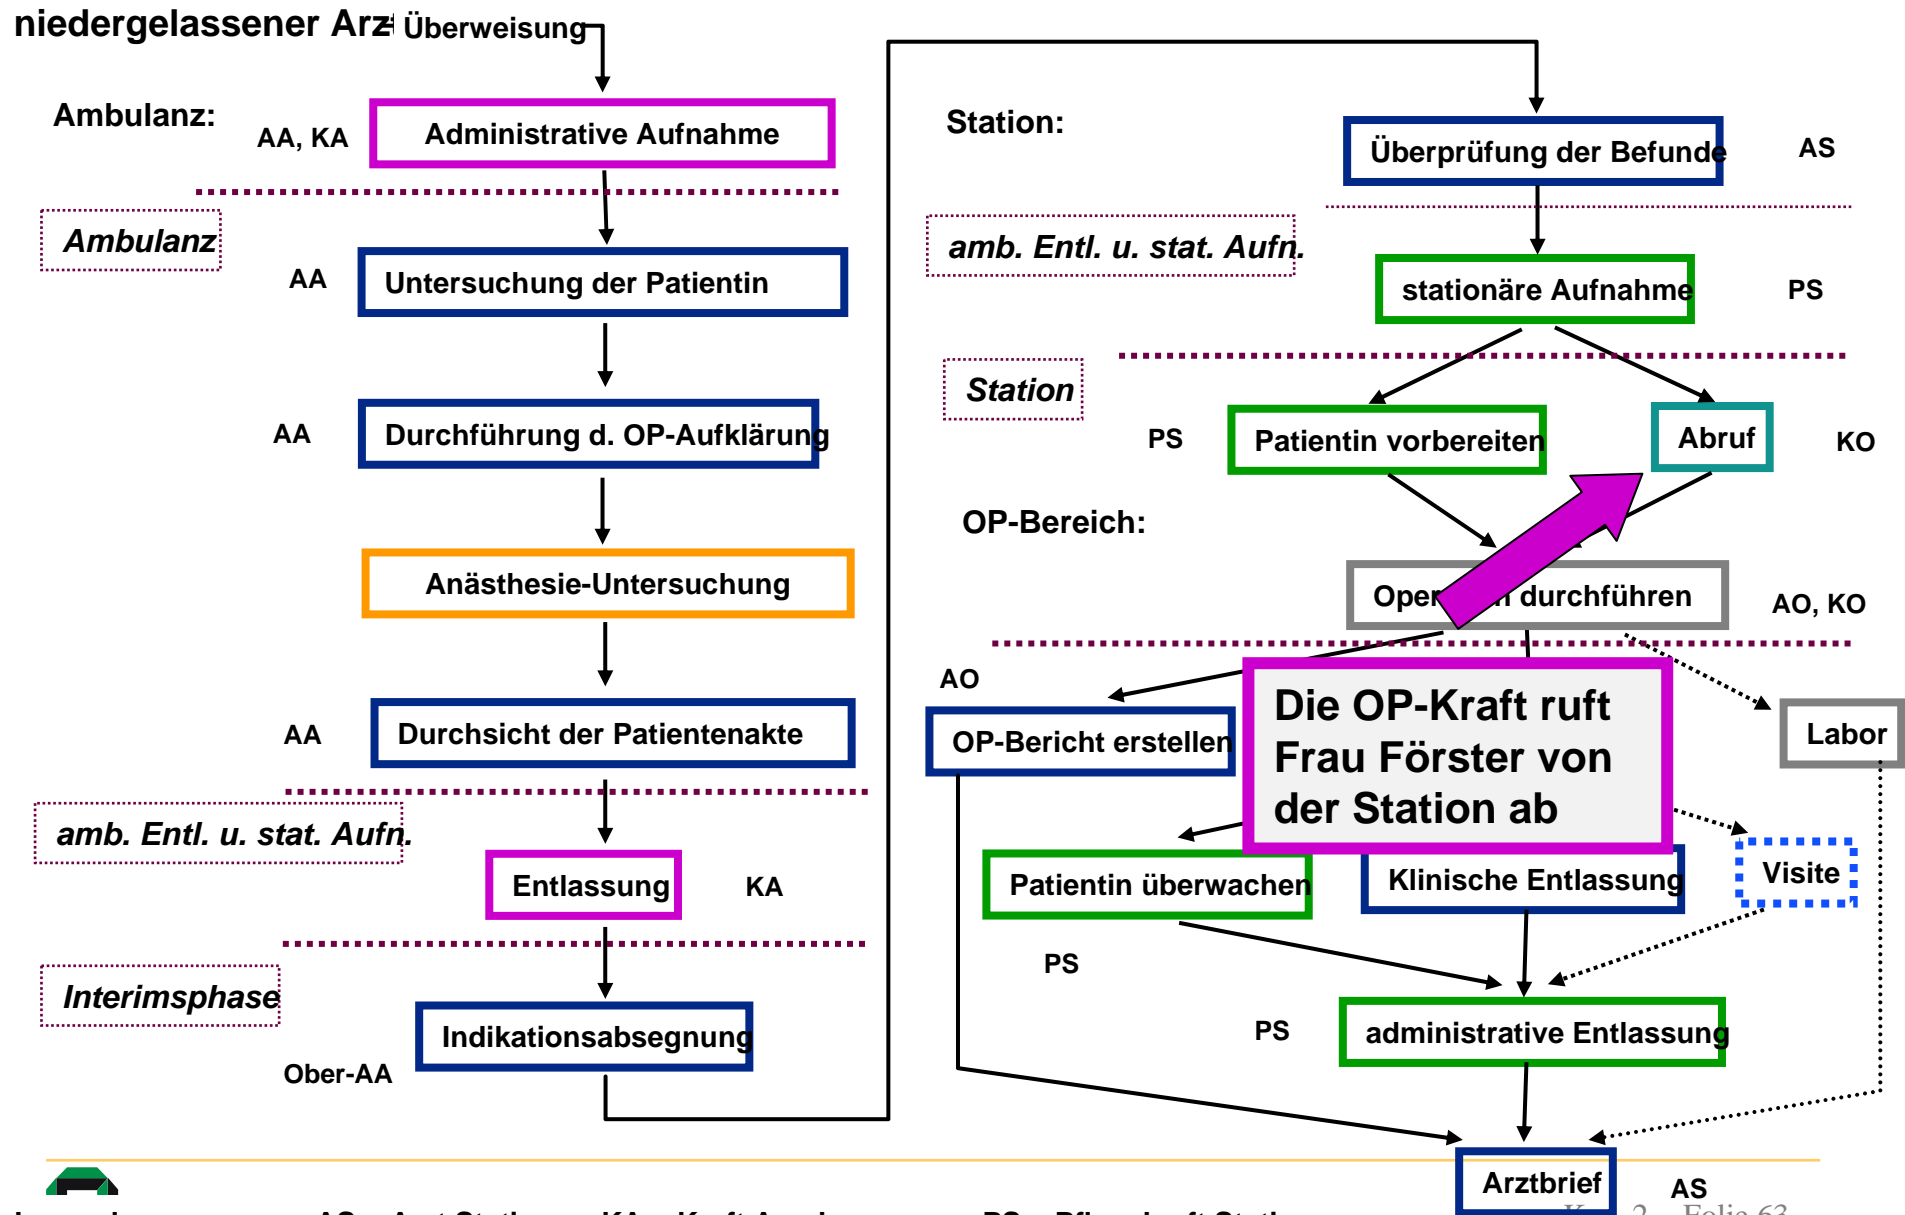 niedergelassener Arzt
Überweisung
Ambulanz:
AA, KA
Administrative Aufnahme
Ambulanz
AA
Untersuchung der Patientin
AA
Durchführung d. OP-Aufklärung
Anästhesie-Untersuchung
AA
Durchsicht der Patientenakte
amb. Entl. u. stat. Aufn.
Entlassung
KA
Interimsphase
Indikationsabsegnung
Ober-AA
Station:
Überprüfung der Befunde
AS
amb. Entl. u. stat. Aufn.
stationäre Aufnahme
PS
Station
PS
Patientin vorbereiten
Abruf
KO
OP-Bereich:
durchführen
AO, KO
AO
OP-Bericht erstellen
Die OP-Kraft ruft
Frau Förster von
der Station ab
Labor
Patientin überwachen
Klinische Entlassung
Visite
PS
PS
administrative Entlassung
Arztbrief
AS
2 Folie 63